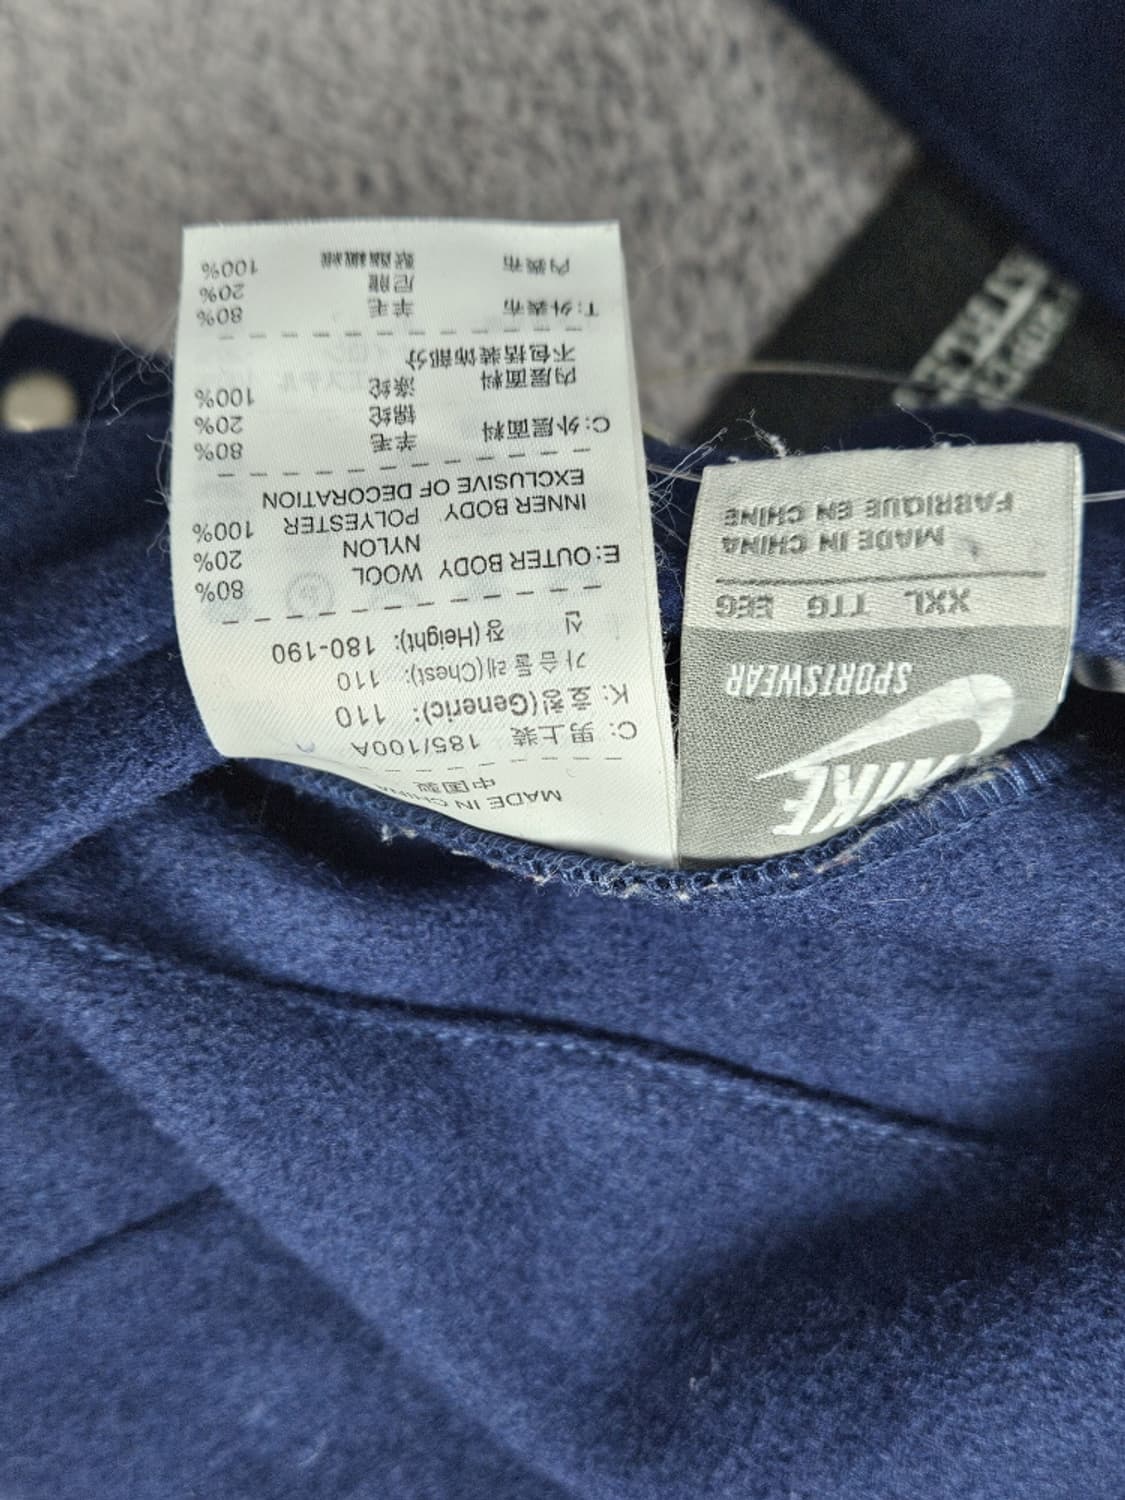 MADE IN CHINA
中国製
C: 男上装 185/100A
K: 호칭(Generic): 110
가슴둘레(Chest): 110
신 장(Height): 180-190
E:OUTER BODY WOOL 80%
NYLON 20%
INNER BODY POLYESTER 100%
EXCLUSIVE OF DECORATION
C:外层面料 羊毛 80%
锦纶 20%
内层面料 涤纶 100%
不包括装饰部分
T:外表布 羊毛 80%
尼龍 20%
内表布 聚酯纖維 100%
NIKE
SPORTSWEAR
XXL TTG EEG
MADE IN CHINA
FABRIQUE EN CHINE